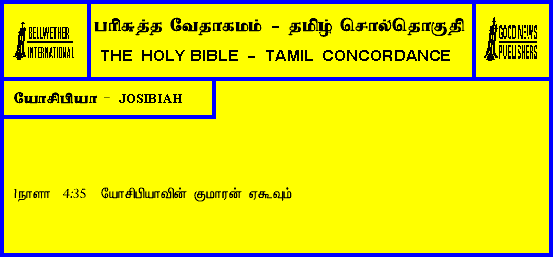 BELLWETHER
INTERNATIONAL
பரிசுத்த வேதாகமம் - தமிழ் சொல்தொகுதி
THE HOLY BIBLE - TAMIL CONCORDANCE
GOOD NEWS
PUBLISHERS
யோசிபியா - JOSIBIAH
1நாளா 4:35 யோசிபியாவின் குமாரன் ஏகூவும்